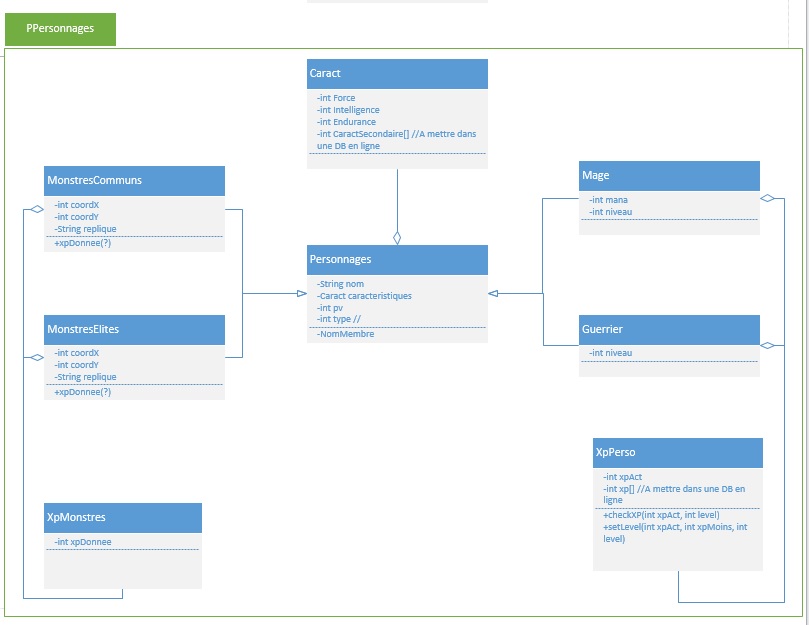 PPersonnages
Caract
-int Force
-int Intelligence
-int Endurance
-int CaractSecondaire[] //A mettre dans
une DB en ligne
MonstresCommuns
-int coordX
-int coordY
-String replique
+xpDonnee(?)
Mage
-int mana
-int niveau
Personnages
-String nom
-Caract caracteristiques
-int pv
-int type //
-NomMembre
MonstresElites
-int coordX
-int coordY
-String replique
+xpDonnee(?)
Guerrier
-int niveau
XpPerso
-int xpAct
-int xp[] //A mettre dans une DB en
ligne
+checkXP(int xpAct, int level)
+setLevel(int xpAct, int xpMoins, int
level)
XpMonstres
-int xpDonnee